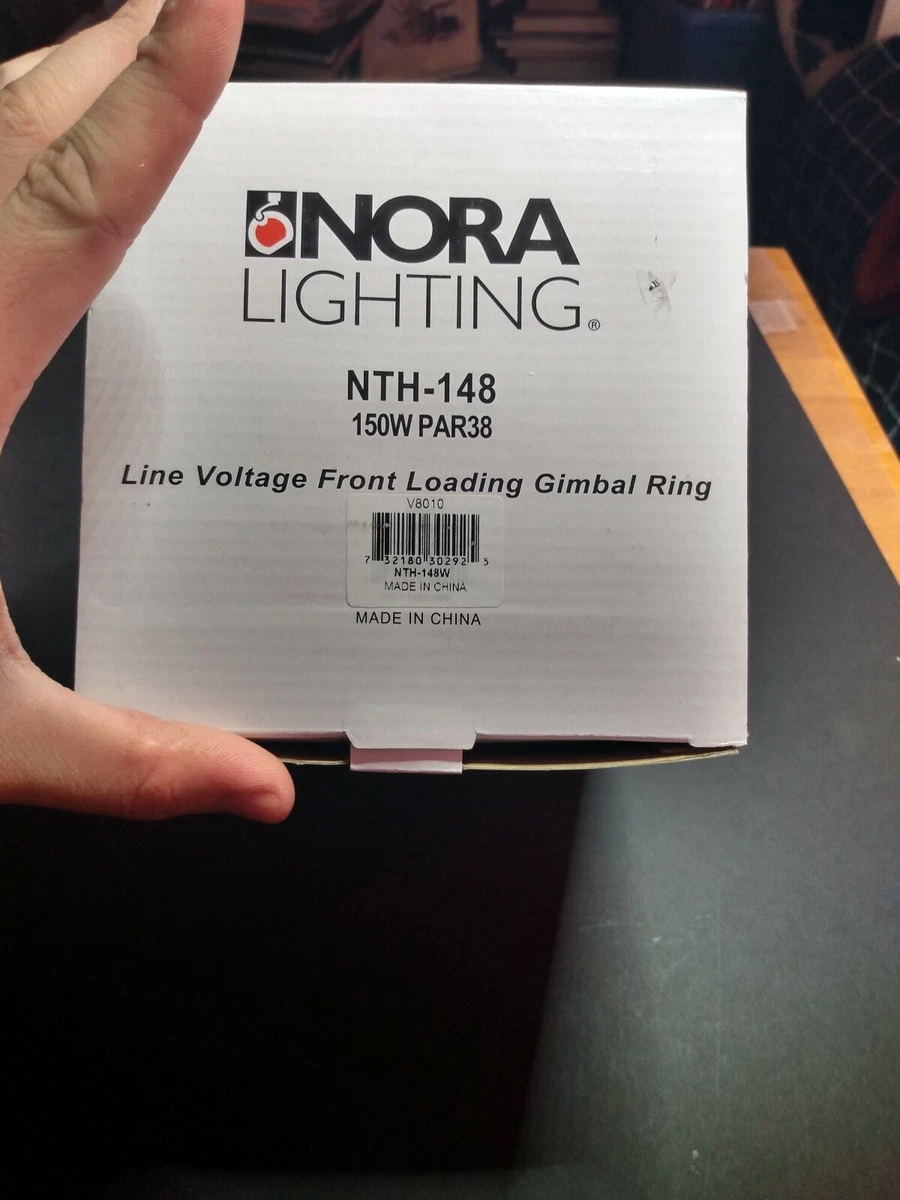 NORA
LIGHTING®
NTH-148
150W PAR38
Line Voltage Front Loading Gimbal Ring
V8010
7 32180 30292 5
NTH-148W
MADE IN CHINA
MADE IN CHINA